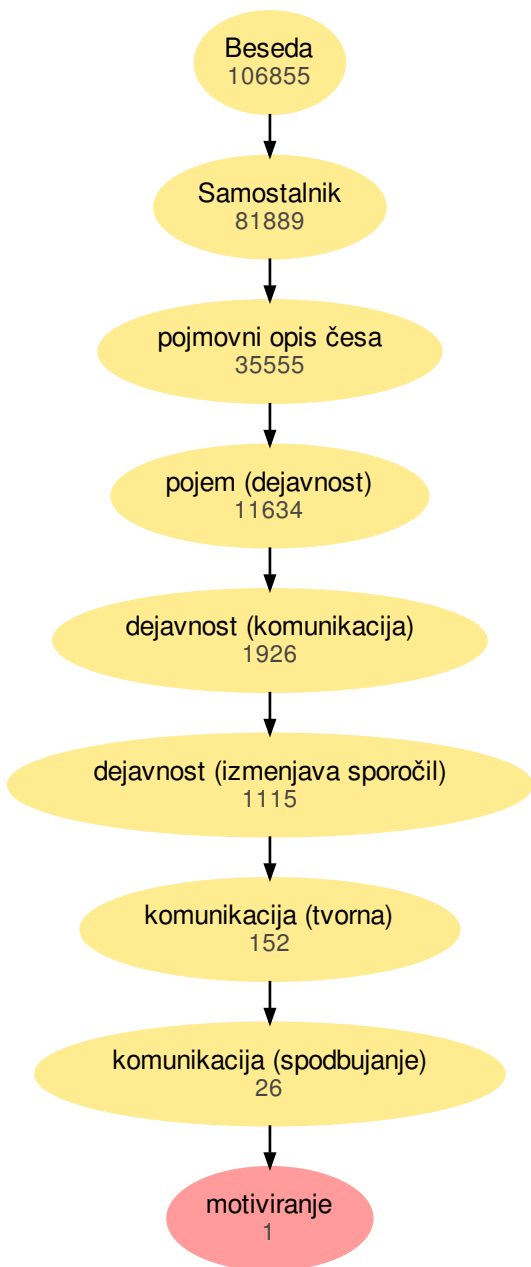 Beseda
106855
Samostalnik
81889
pojmovni opis česa
35555
pojem (dejavnost)
11634
dejavnost (komunikacija)
1926
dejavnost (izmenjava sporočil)
1115
komunikacija (tvorna)
152
komunikacija (spodbujanje)
26
motiviranje
1